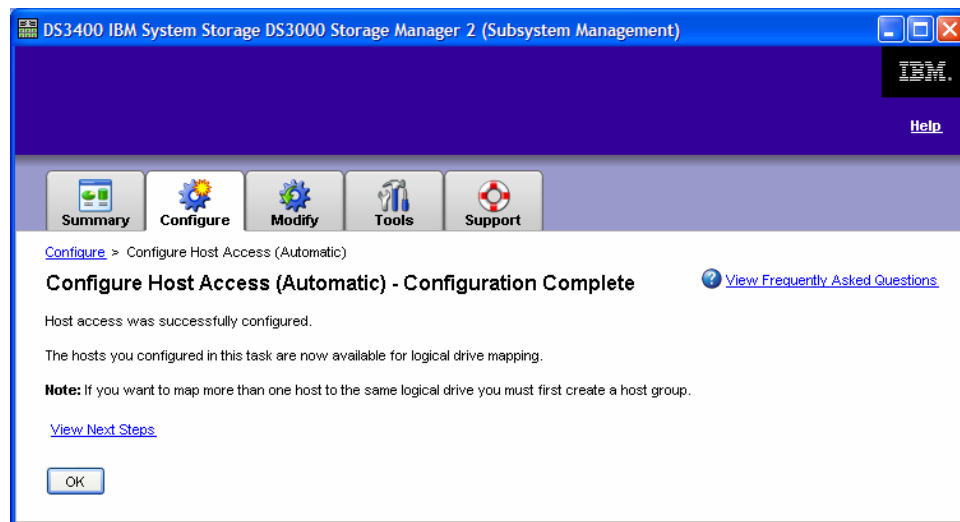 DS3400 IBM System Storage DS3000 Storage Manager 2 (Subsystem Management)
IBM.
Help
Summary
Configure
Modify
Tools
Support
Configure > Configure Host Access (Automatic)
Configure Host Access (Automatic) - Configuration Complete
? View Frequently Asked Questions
Host access was successfully configured.
The hosts you configured in this task are now available for logical drive mapping.
Note: If you want to map more than one host to the same logical drive you must first create a host group.
View Next Steps
OK